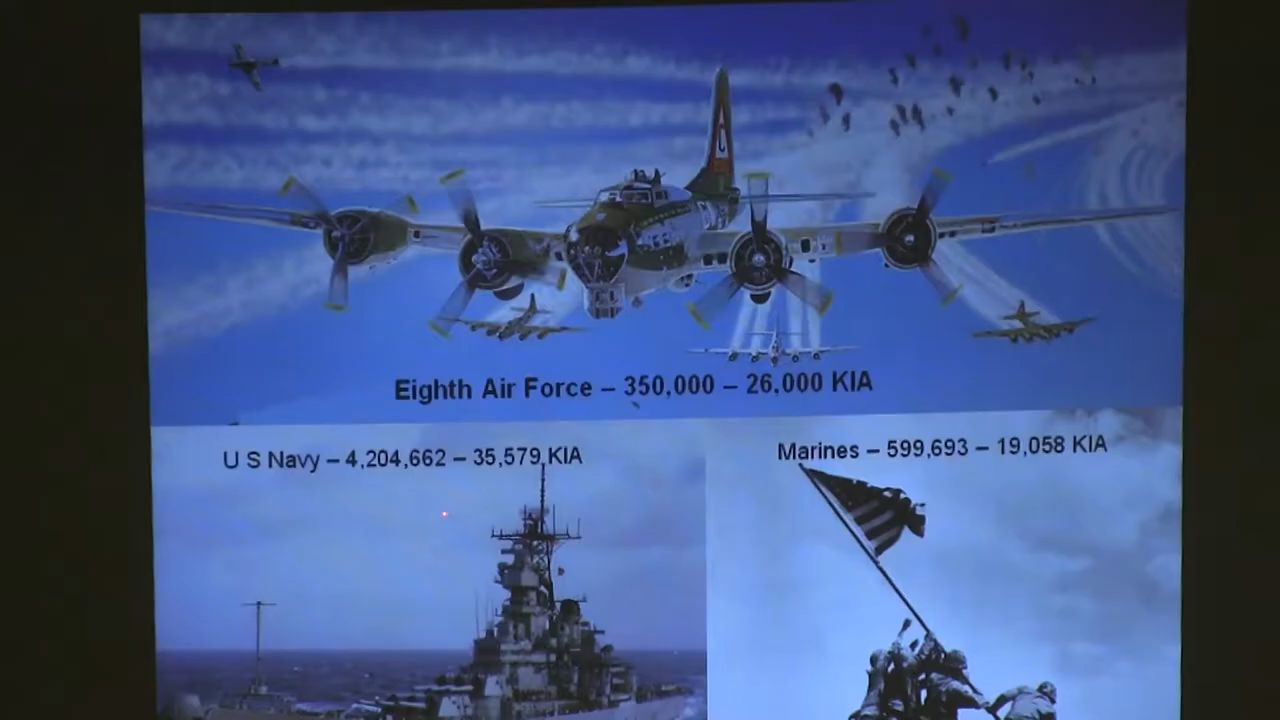 C
Eighth Air Force – 350,000 – 26,000 KIA
U S Navy – 4,204,662 – 35,579 KIA
Marines – 599,693 – 19,058 KIA